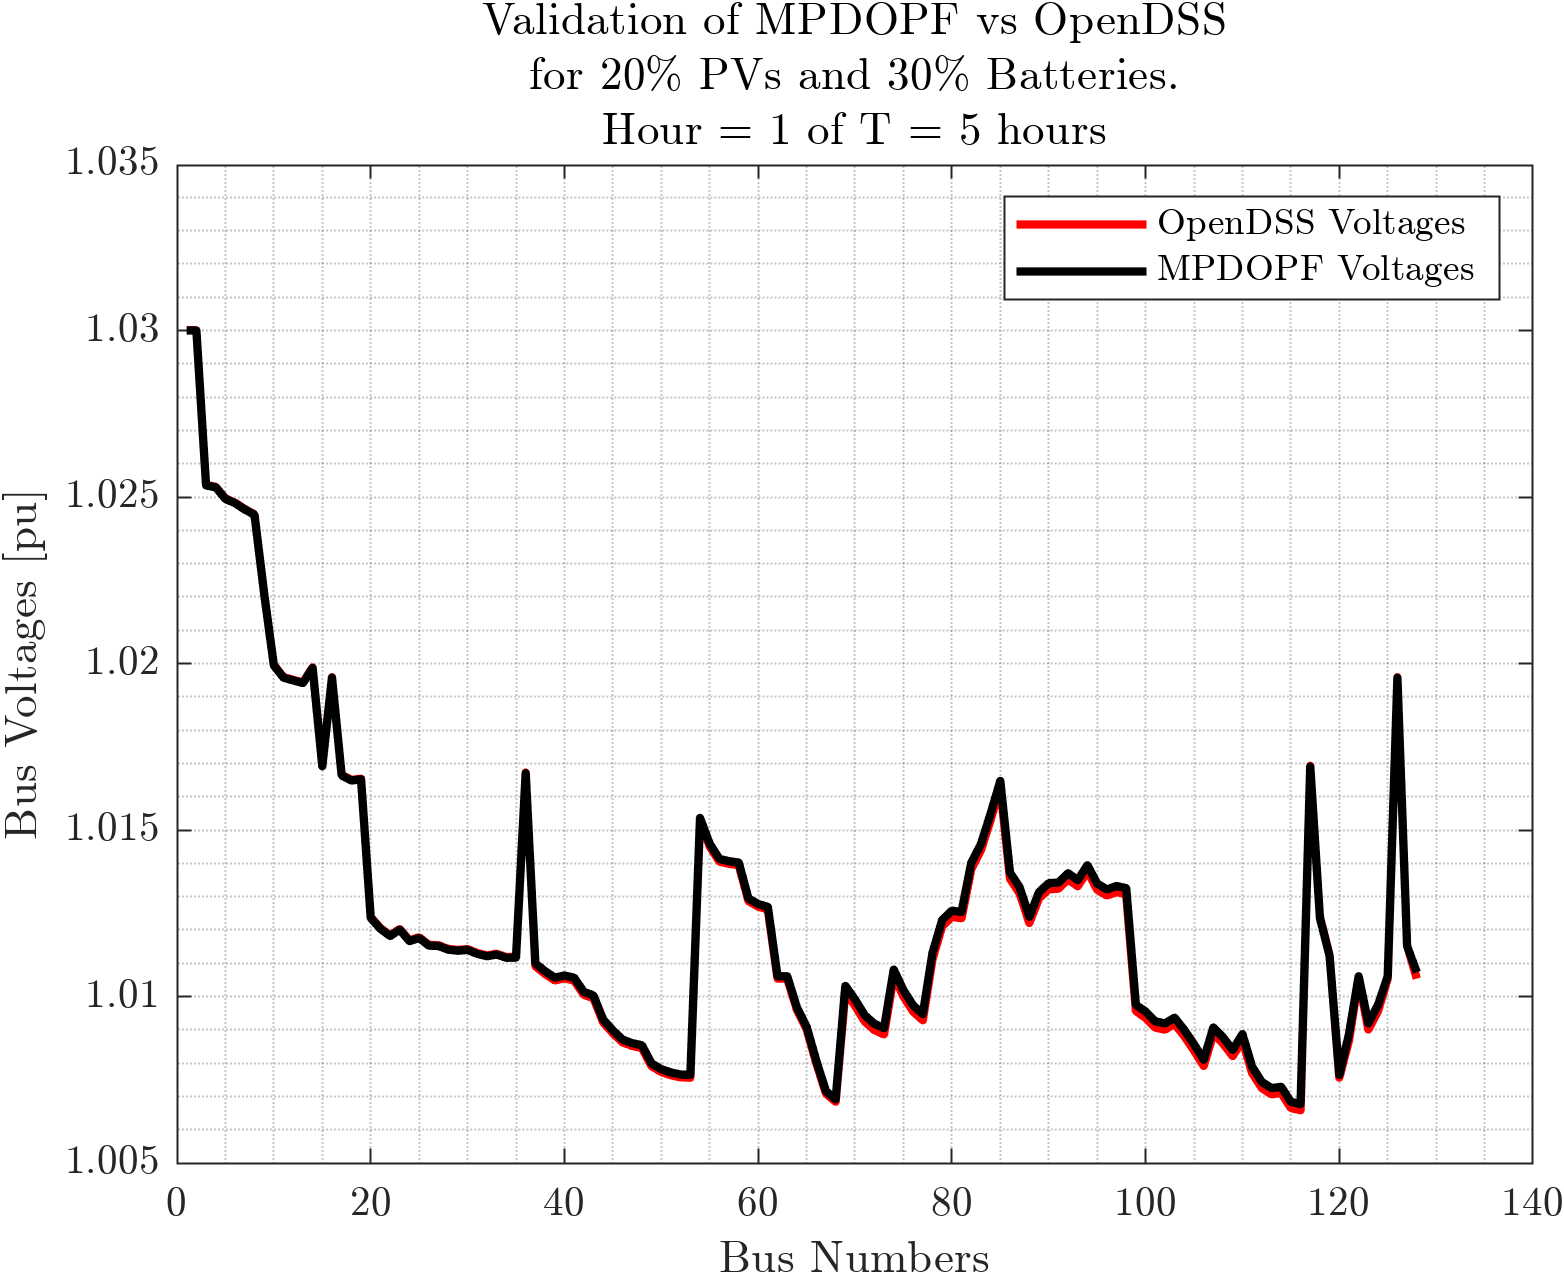 Validation of MPDOPF vs OpenDSS
for 20% PVs and 30% Batteries.
Hour = 1 of T = 5 hours
1.035
1.03
1.025
1.02
1.015
1.01
1.005
Bus Voltages [pu]
OpenDSS Voltages
MPDOPF Voltages
0 20 40 60 80 100 120 140
Bus Numbers